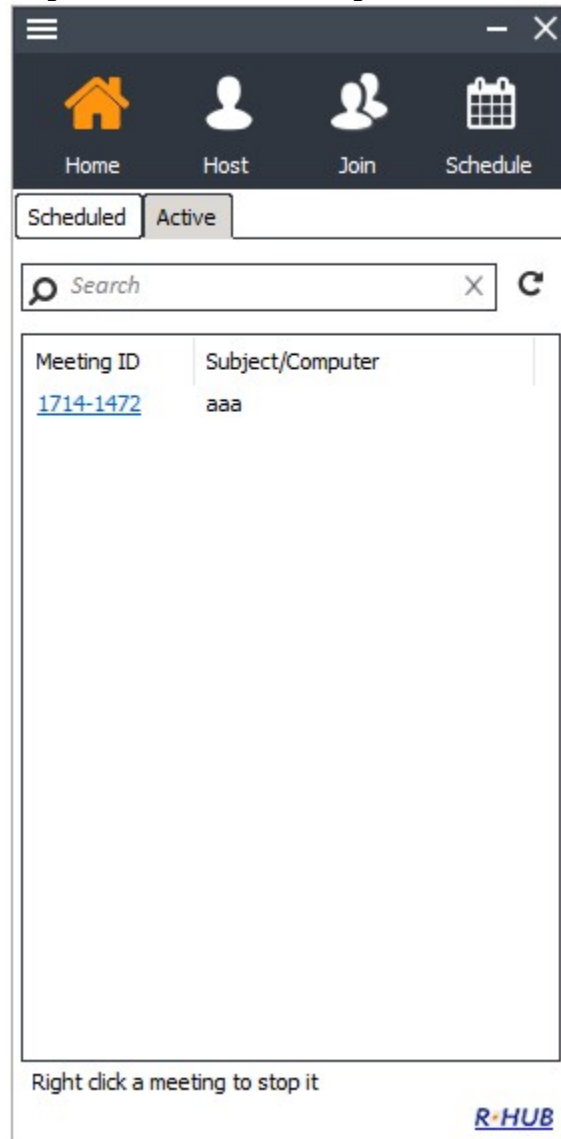 Home Host Join Schedule
Scheduled Active
Search
Meeting ID Subject/Computer
1714-1472 aaa
Right click a meeting to stop it
R·HUB